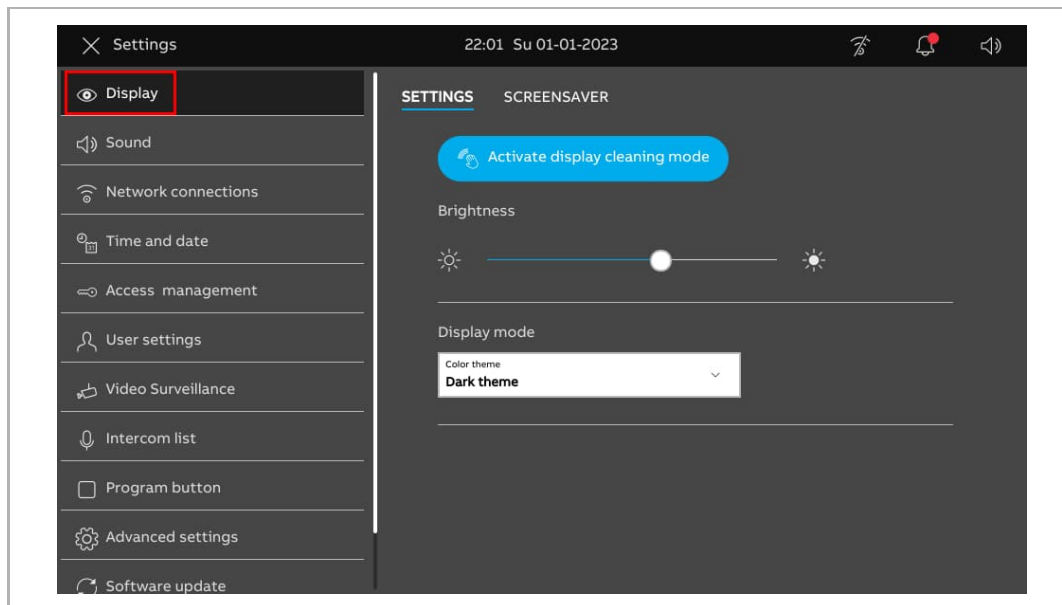 Settings
22:01 Su 01-01-2023
Display
Sound
Network connections
31
Time and date
Access management
User settings
Video Surveillance
Intercom list
Program button
Advanced settings
Software update
SETTINGS SCREENSAVER
Activate display cleaning mode
Brightness
Display mode
Color theme
Dark theme